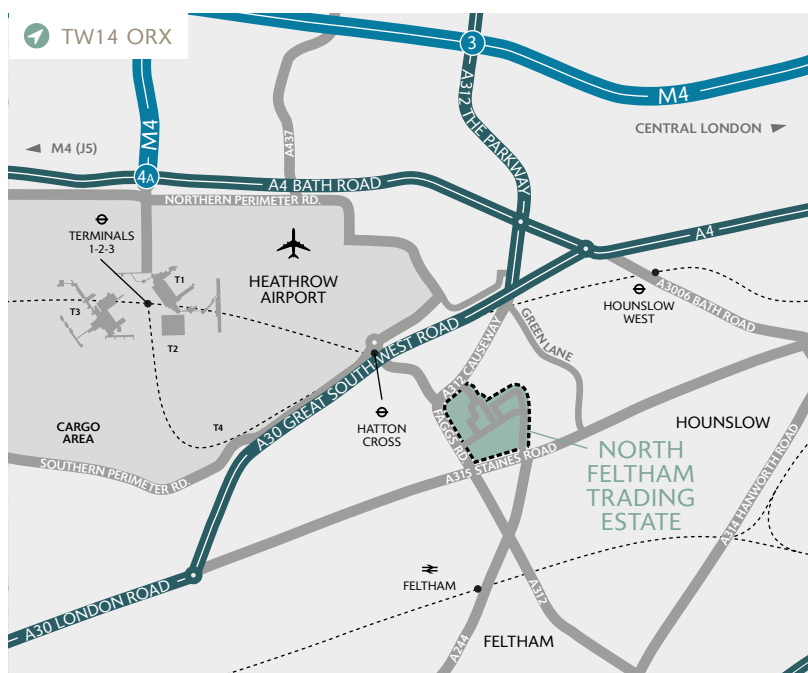 TW14 ORX
3
M4
A312 THE PARKWAY
CENTRAL LONDON
M4 (J5)
M4
A437
4A
A4 BATH ROAD
NORTHERN PERIMETER RD.
A4
TERMINALS
1-2-3
HEATHROW
AIRPORT
T1
T3
T2
T4
HOUNSLOW
WEST
A3006 BATH ROAD
A30 GREAT SOUTH WEST ROAD
A312 CAUSEWAY
GREEN LANE
HATTON
CROSS
FAGGS RD.
CARGO
AREA
SOUTHERN PERIMETER RD.
A315 STAINES ROAD
HOUNSLOW
NORTH
FELTHAM
TRADING
ESTATE
A314 HANWORTH ROAD
A30 LONDON ROAD
FELTHAM
A312
A244
FELTHAM